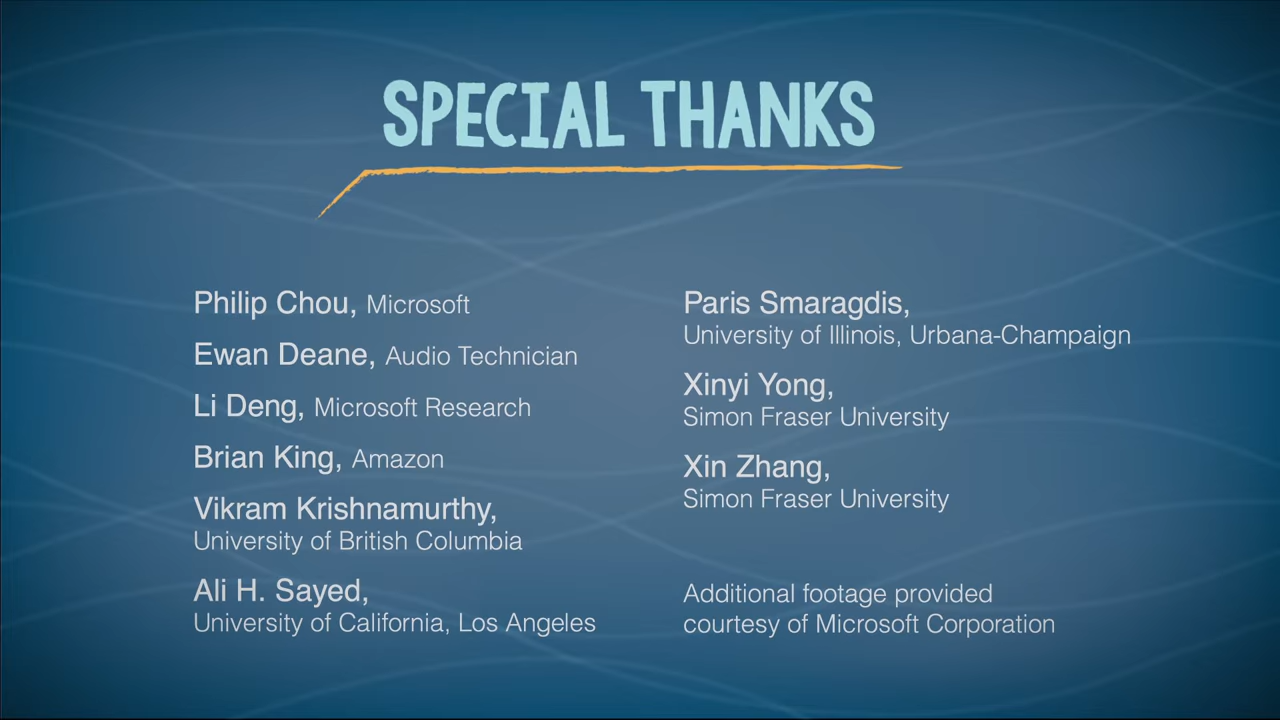 SPECIAL THANKS
Philip Chou, Microsoft
Ewan Deane, Audio Technician
Li Deng, Microsoft Research
Brian King, Amazon
Vikram Krishnamurthy,
University of British Columbia
Ali H. Sayed,
University of California, Los Angeles
Paris Smaragdis,
University of Illinois, Urbana-Champaign
Xinyi Yong,
Simon Fraser University
Xin Zhang,
Simon Fraser University
Additional footage provided
courtesy of Microsoft Corporation